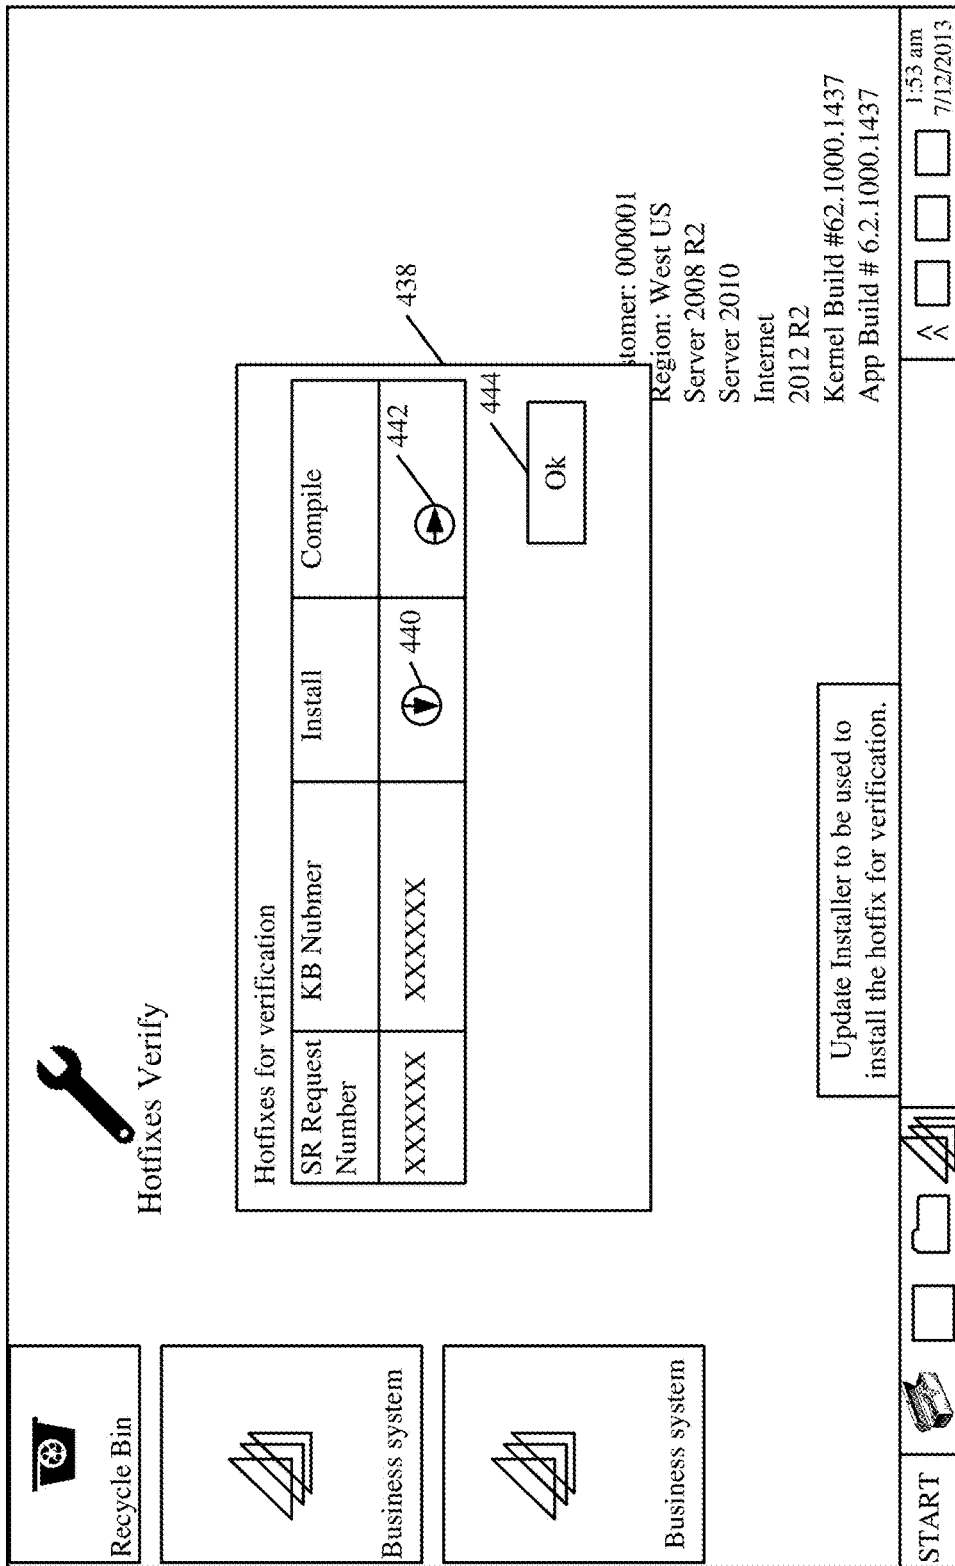 Recycle Bin
Business system
Business system
Hotfixes Verify
Hotfixes for verification
SR Request
Number
KB Nubmer
Install
Compile
XXXXXX
XXXXXX
440
442
438
444
Ok
stomer: 000001
Region: West US
Server 2008 R2
Server 2010
Internet
2012 R2
Kernel Build #62.1000.1437
App Build # 6.2.1000.1437
Update Installer to be used to
install the hotfix for verification.
START
1:53 am
7/12/2013